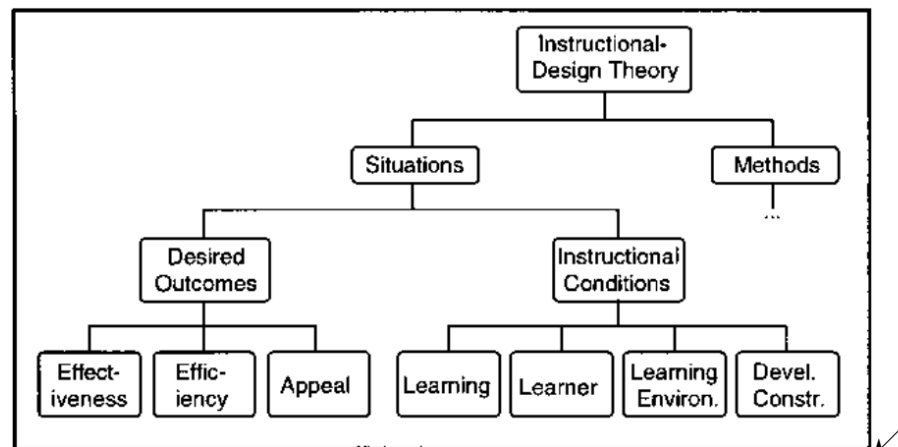 Instructional-
Design Theory
Situations
Methods
...
Desired
Outcomes
Instructional
Conditions
Effect-
iveness
Effic-
iency
Appeal
Learning
Learner
Learning
Environ.
Devel.
Constr.